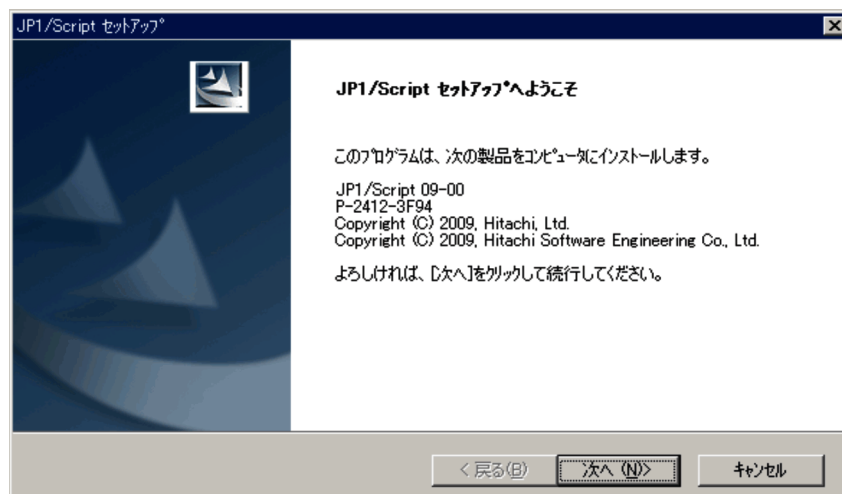 JP1/Script ｾｯﾄｱｯﾌﾟ
JP1/Script ｾｯﾄｱｯﾌﾟへようこそ
このﾌﾟﾛｸﾞﾗﾑは、次の製品をｺﾝﾋﾟｭｰﾀにｲﾝｽﾄｰﾙします。
JP1/Script 09-00
P-2412-3F94
Copyright (C) 2009, Hitachi, Ltd.
Copyright (C) 2009, Hitachi Software Engineering Co., Ltd.
よろしければ、[次へ]をｸﾘｯｸして続行してください。
< 戻る(B)
次へ (N)>
ｷｬﾝｾﾙ